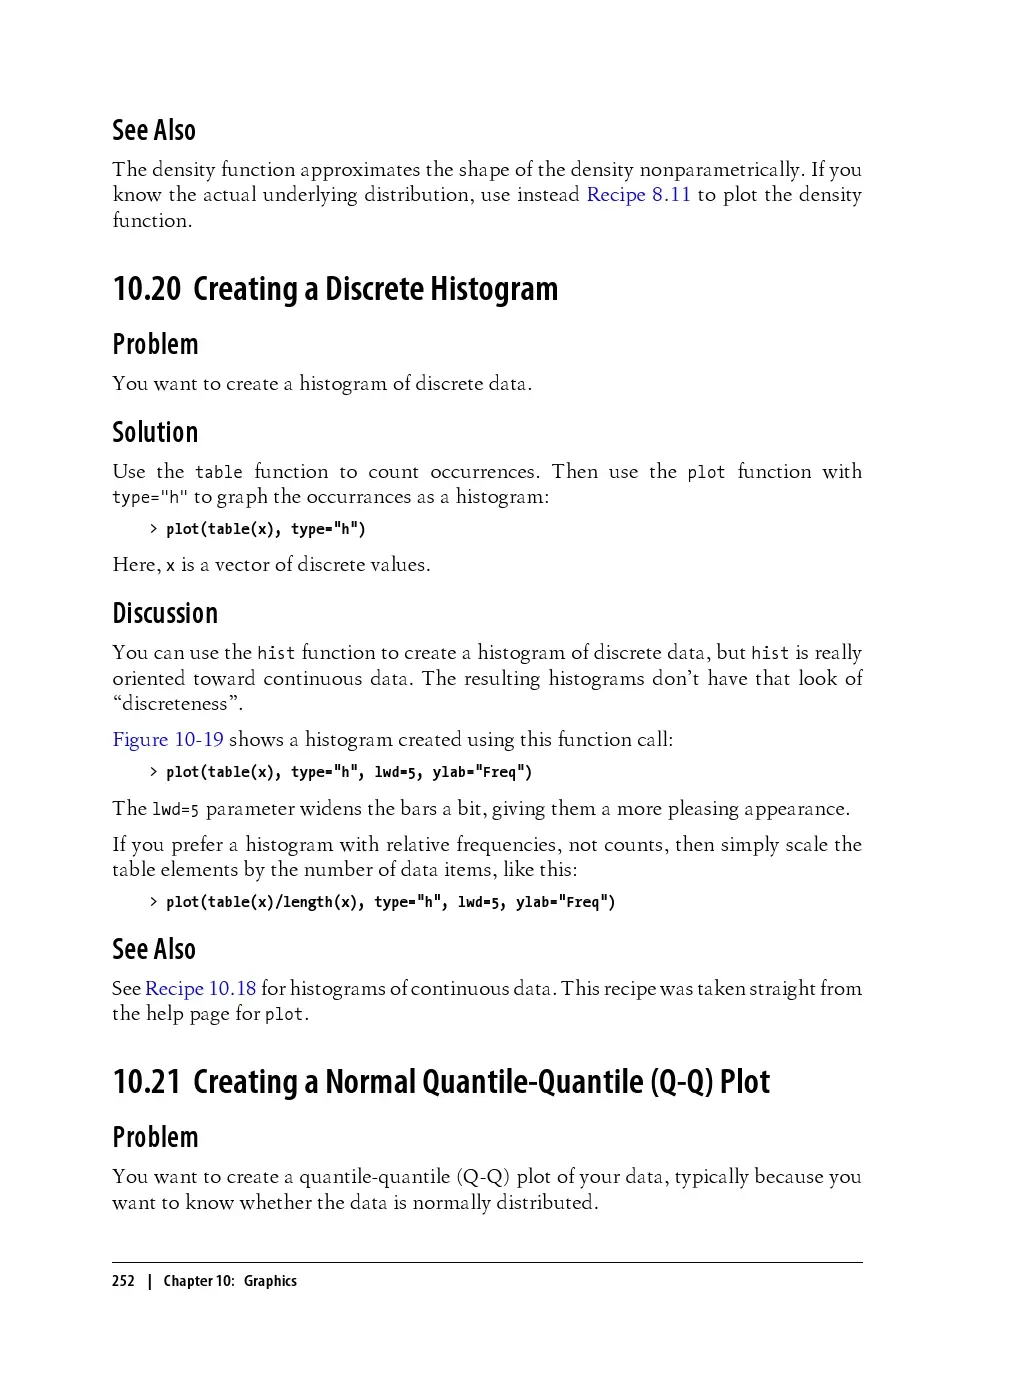 See Also
The density function approximates the shape of the density nonparametrically. If you
know the actual underlying distribution, use instead Recipe 8.11 to plot the density
function.
10.20 Creating a Discrete Histogram
Problem
You want to create a histogram of discrete data.
Solution
Use the table function to count occurrences. Then use the plot function with
type="h" to graph the occurrances as a histogram:
> plot(table(x), type="h")
Here, x is a vector of discrete values.
Discussion
You can use the hist function to create a histogram of discrete data, but hist is really
oriented toward continuous data. The resulting histograms don’t have that look of
“discreteness”.
Figure 10-19 shows a histogram created using this function call:
> plot(table(x), type="h", lwd=5, ylab="Freq")
The lwd=5 parameter widens the bars a bit, giving them a more pleasing appearance.
If you prefer a histogram with relative frequencies, not counts, then simply scale the
table elements by the number of data items, like this:
> plot(table(x)/length(x), type="h", lwd=5, ylab="Freq")
See Also
See Recipe 10.18 for histograms of continuous data. This recipe was taken straight from
the help page for plot.
10.21 Creating a Normal Quantile-Quantile (Q-Q) Plot
Problem
You want to create a quantile-quantile (Q-Q) plot of your data, typically because you
want to know whether the data is normally distributed.
252 | Chapter 10: Graphics